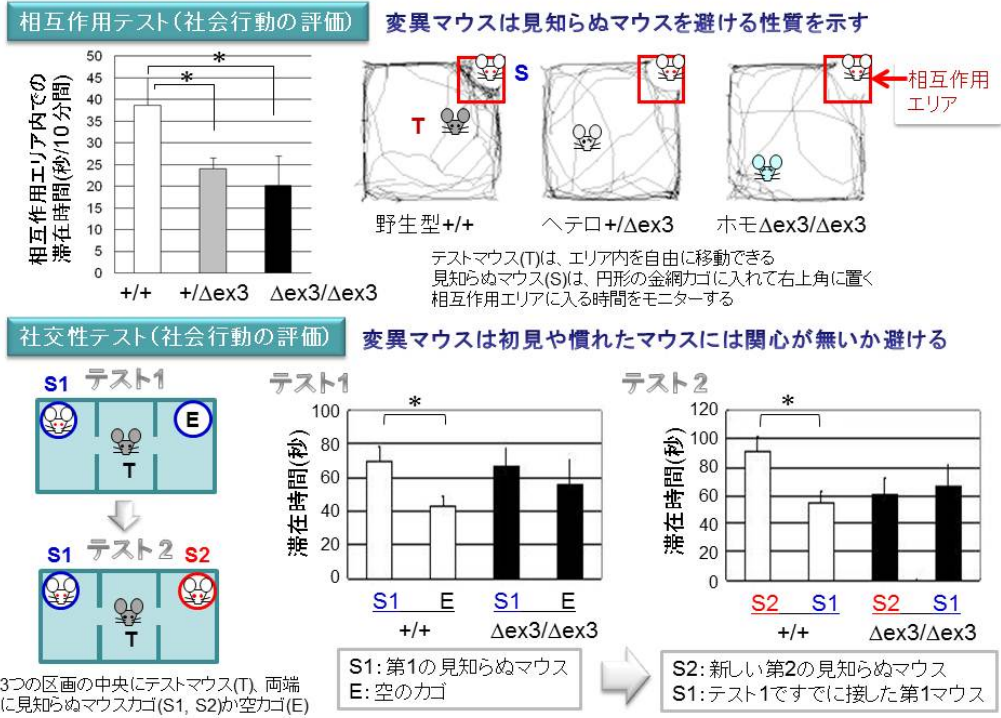 相互作用テスト(社会行動の評価)
変異マウスは見知らぬマウスを避ける性質を示す
相互作用エリア内での
滞在時間(秒/10分間)
50
45
40
35
30
25
20
15
10
5
0
*
*
+/+ +/Δex3 Δex3/Δex3
S
T
相互作用
エリア
野生型+/+
ヘテロ+/Δex3
ホモΔex3/Δex3
テストマウス(T)は、エリア内を自由に移動できる
見知らぬマウス(S)は、円形の金網カゴに入れて右上角に置く
相互作用エリアに入る時間をモニターする
社交性テスト(社会行動の評価)
変異マウスは初見や慣れたマウスには関心が無いか避ける
テスト1
S1
E
T
テスト2
S1
S2
T
3つの区画の中央にテストマウス(T)、両端
に見知らぬマウスカゴ(S1, S2)か空カゴ(E)
テスト1
滞在時間(秒)
100
80
60
40
20
0
*
S1 E S1 E
+/+ Δex3/Δex3
S1:第1の見知らぬマウス
E:空のカゴ
テスト2
滞在時間(秒)
120
100
80
60
40
20
0
*
S2 S1 S2 S1
+/+ Δex3/Δex3
S2:新しい第2の見知らぬマウス
S1:テスト1ですでに接した第1マウス